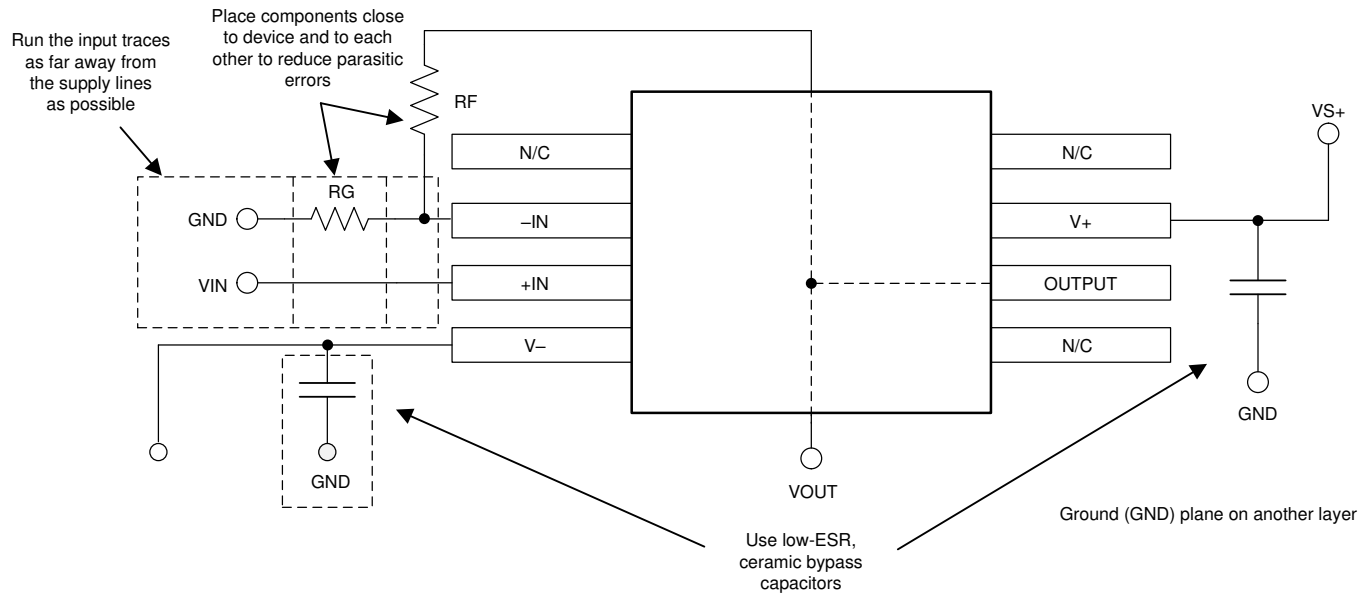 Place components close
to device and to each
other to reduce parasitic
errors
Run the input traces
as far away from
the supply lines
as possible
RF
VS+
N/C
N/C
RG
GND
–IN
V+
VIN
+IN
OUTPUT
V–
N/C
GND
GND
VOUT
Ground (GND) plane on another layer
Use low-ESR,
ceramic bypass
capacitors